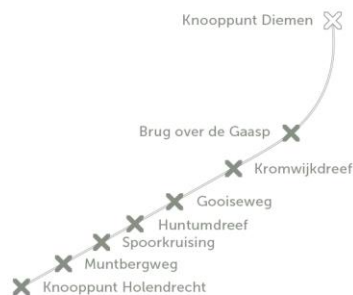 Knooppunt Diemen
Brug over de Gaasp
Kromwijkdreef
Gooiseweg
Huntumdreef
Spoorkruising
Muntbergweg
Knooppunt Holendrecht